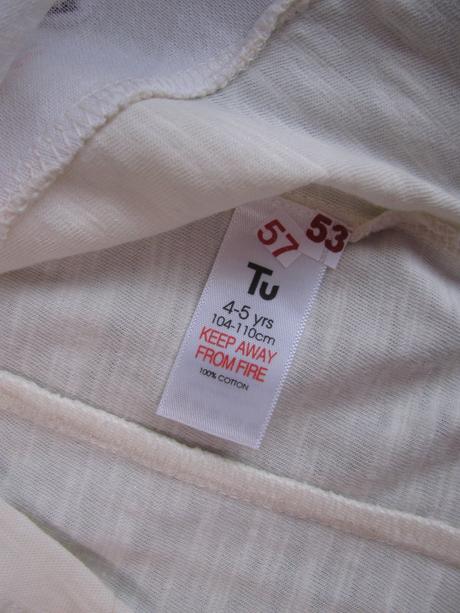 57
53
Tu
4-5 yrs
104-110cm
KEEP AWAY
FROM FIRE
100% COTTON